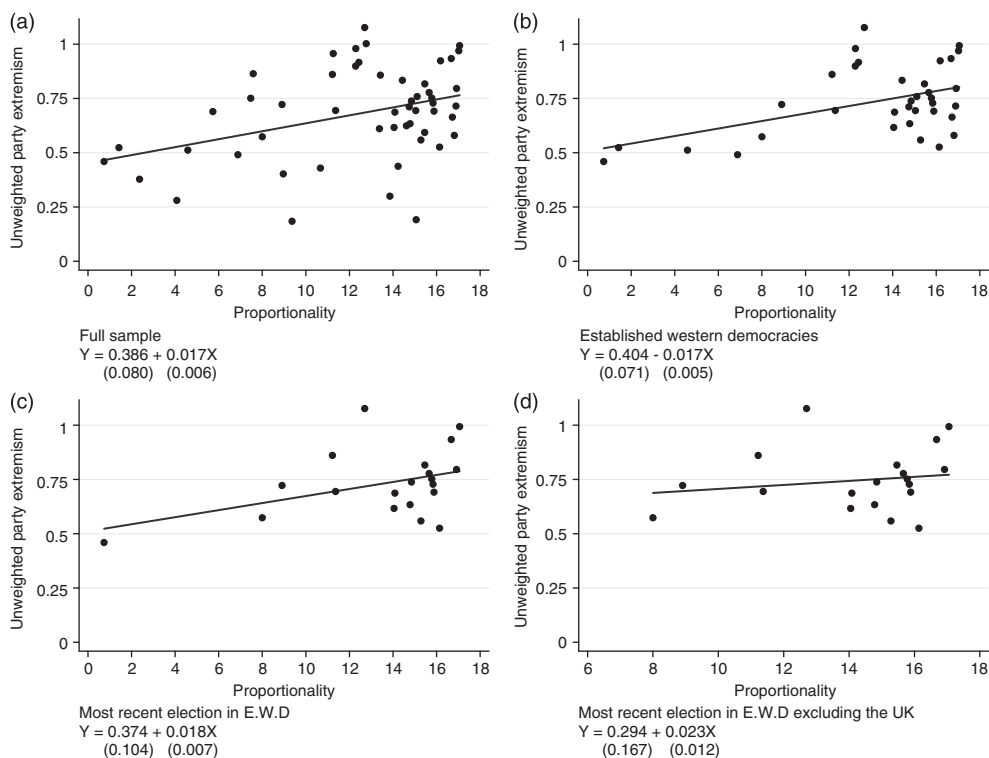 (a)
Unweighted party extremism
1
0.75
0.5
0.25
0
0 2 4 6 8 10 12 14 16 18
Proportionality
Full sample
Y = 0.386 + 0.017X
(0.080) (0.006)
(b)
Unweighted party extremism
1
0.75
0.5
0.25
0
0 2 4 6 8 10 12 14 16 18
Proportionality
Established western democracies
Y = 0.404 - 0.017X
(0.071) (0.005)
(c)
Unweighted party extremism
1
0.75
0.5
0.25
0
0 2 4 6 8 10 12 14 16 18
Proportionality
Most recent election in E.W.D
Y = 0.374 + 0.018X
(0.104) (0.007)
(d)
Unweighted party extremism
1
0.75
0.5
0.25
0
6 8 10 12 14 16 18
Proportionality
Most recent election in E.W.D excluding the UK
Y = 0.294 + 0.023X
(0.167) (0.012)